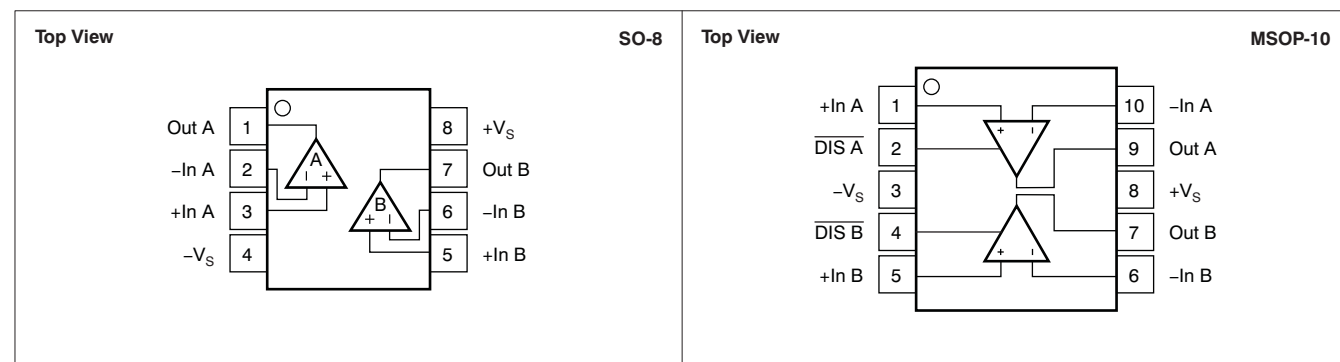 Top View SO-8
Out A 1
−In A 2
+In A 3
−VS 4
8 +VS
7 Out B
6 −In B
5 +In B
A
− +
B
+ −
Top View MSOP-10
+In A 1
DIS A 2
−VS 3
DIS B 4
+In B 5
10 −In A
9 Out A
8 +VS
7 Out B
6 −In B
+ −
+ −